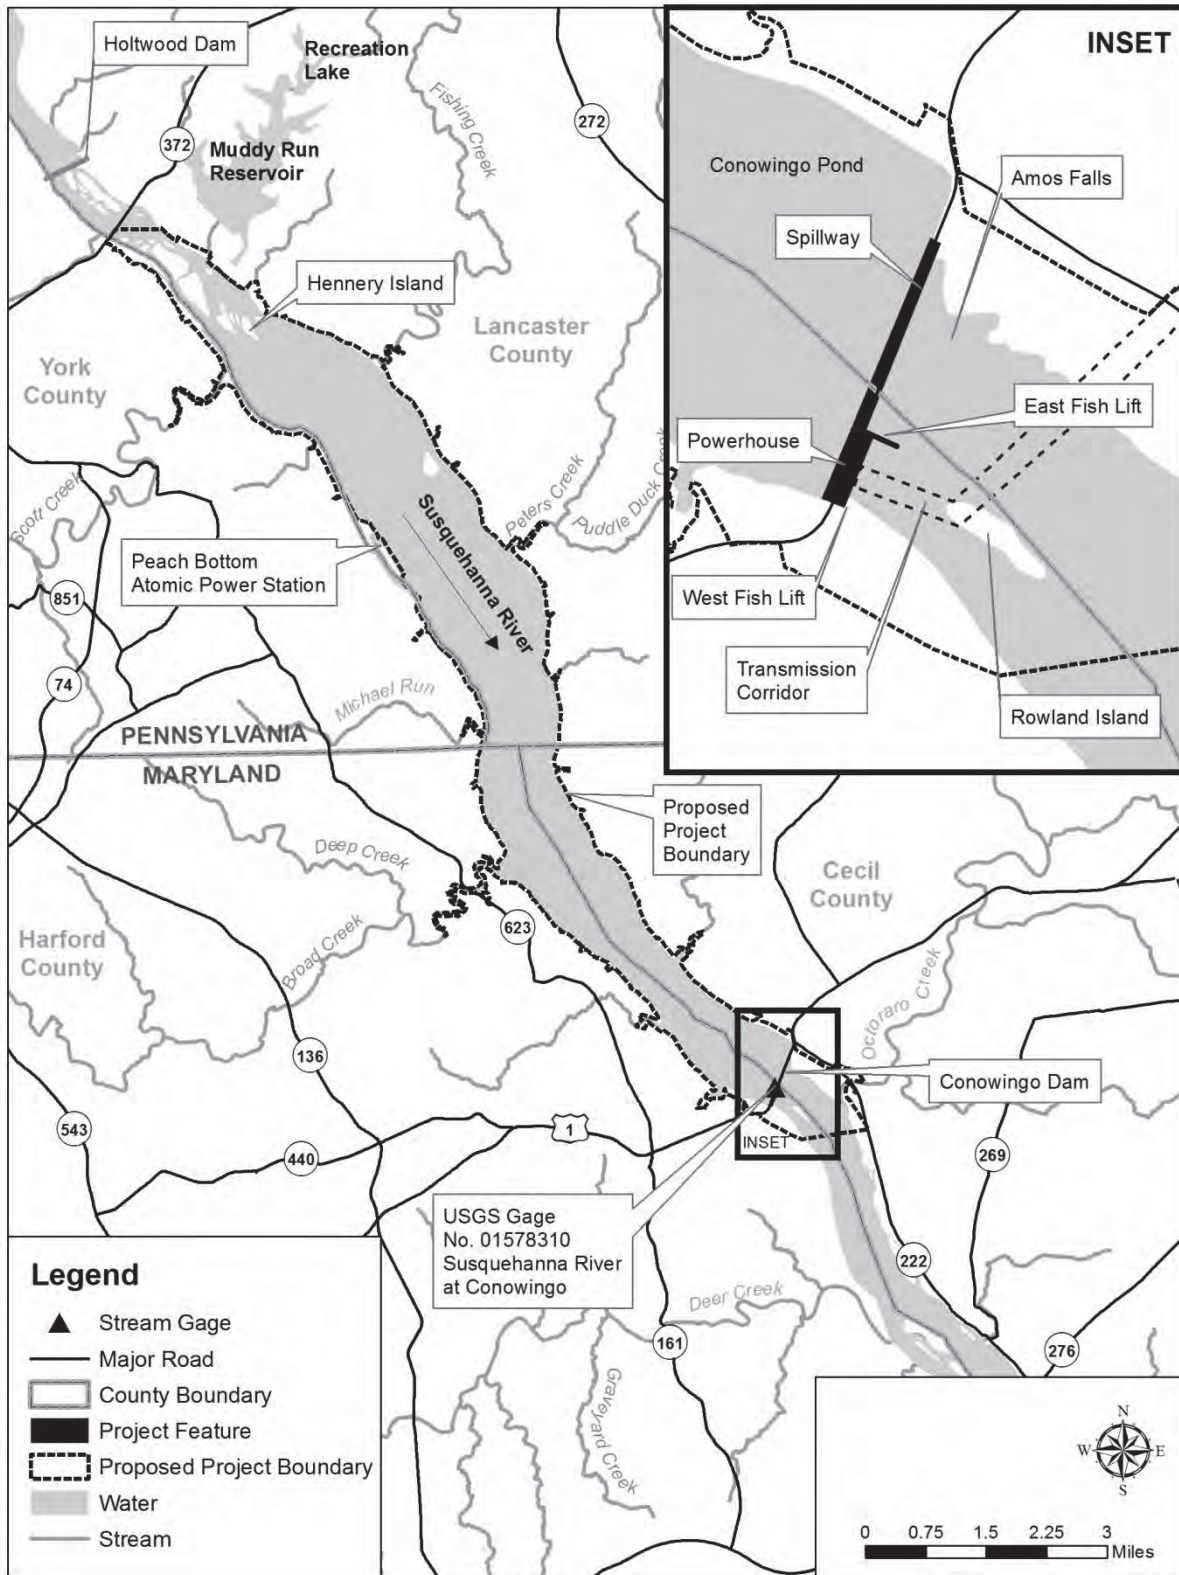 Holtwood Dam
Recreation
Lake
Fishing Creek
272
372
Muddy Run
Reservoir
Hennery Island
Lancaster
County
York
County
Scott Creek
Peters Creek
Puddle Duck Creek
Susquehanna River
Peach Bottom
Atomic Power Station
851
74
Michael Run
PENNSYLVANIA
MARYLAND
INSET
Conowingo Pond
Amos Falls
Spillway
East Fish Lift
Powerhouse
West Fish Lift
Transmission
Corridor
Rowland Island
Proposed
Project
Boundary
Deep Creek
Cecil
County
Harford
County
Broad Creek
623
Octoraro Creek
136
Conowingo Dam
543
440
1
INSET
269
USGS Gage
No. 01578310
Susquehanna River
at Conowingo
222
Deer Creek
161
276
Graveyard Creek
Legend
Stream Gage
Major Road
County Boundary
Project Feature
Proposed Project Boundary
Water
Stream
N
W E
S
0 0.75 1.5 2.25 3
Miles